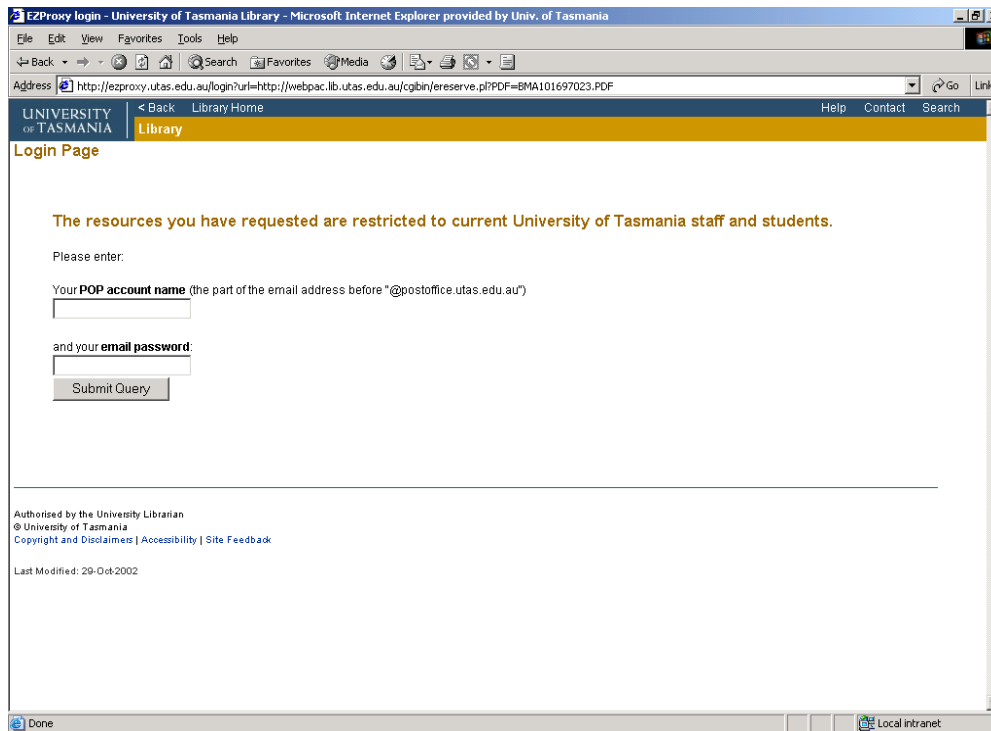 EZProxy login - University of Tasmania Library - Microsoft Internet Explorer provided by Univ. of Tasmania
File Edit View Favorites Tools Help
Back Search Favorites Media
Address http://ezproxy.utas.edu.au/login?url=http://webpac.lib.utas.edu.au/cgibin/ereserve.pl?PDF=BMA101697023.PDF Go
UNIVERSITY OF TASMANIA
< Back Library Home Help Contact Search
Library
Login Page
The resources you have requested are restricted to current University of Tasmania staff and students.
Please enter:
Your POP account name (the part of the email address before "@postoffice.utas.edu.au")
and your email password:
Submit Query
Authorised by the University Librarian
© University of Tasmania
Copyright and Disclaimers | Accessibility | Site Feedback
Last Modified: 29-Oct-2002
Done Local intranet